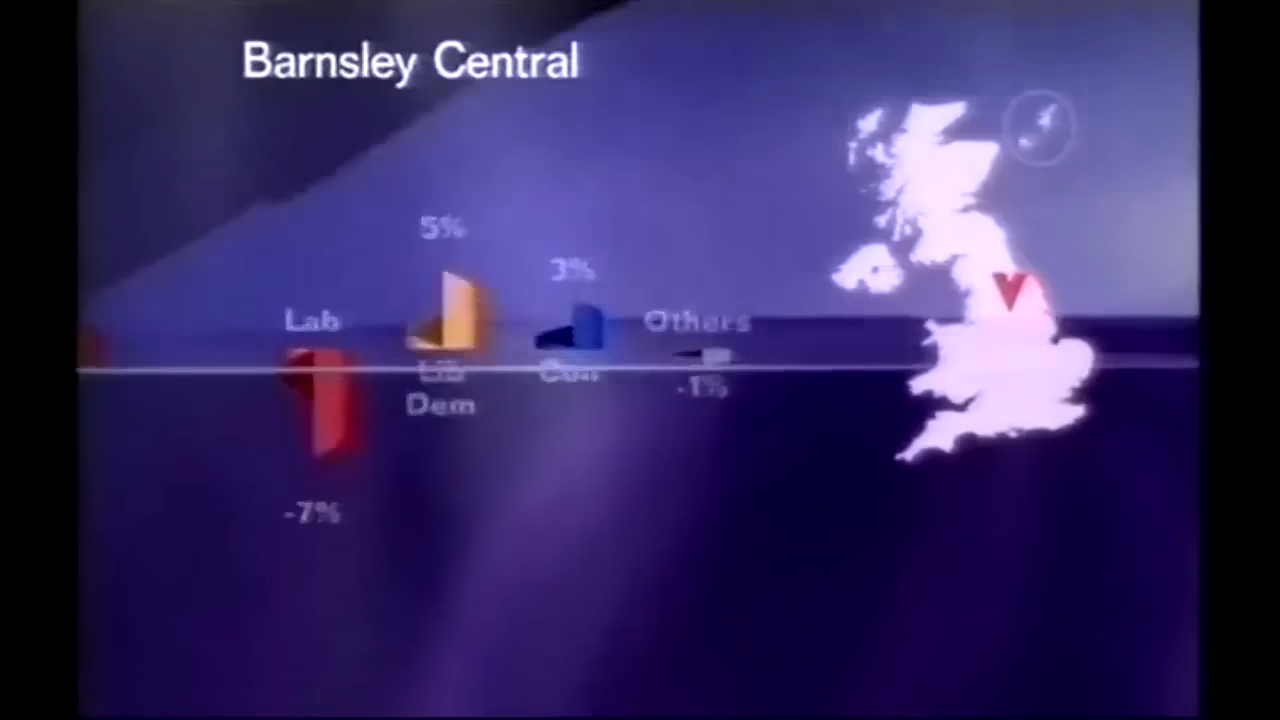 Barnsley Central
5%
3%
Lab
Others
Lib
Con
-1%
Dem
-7%